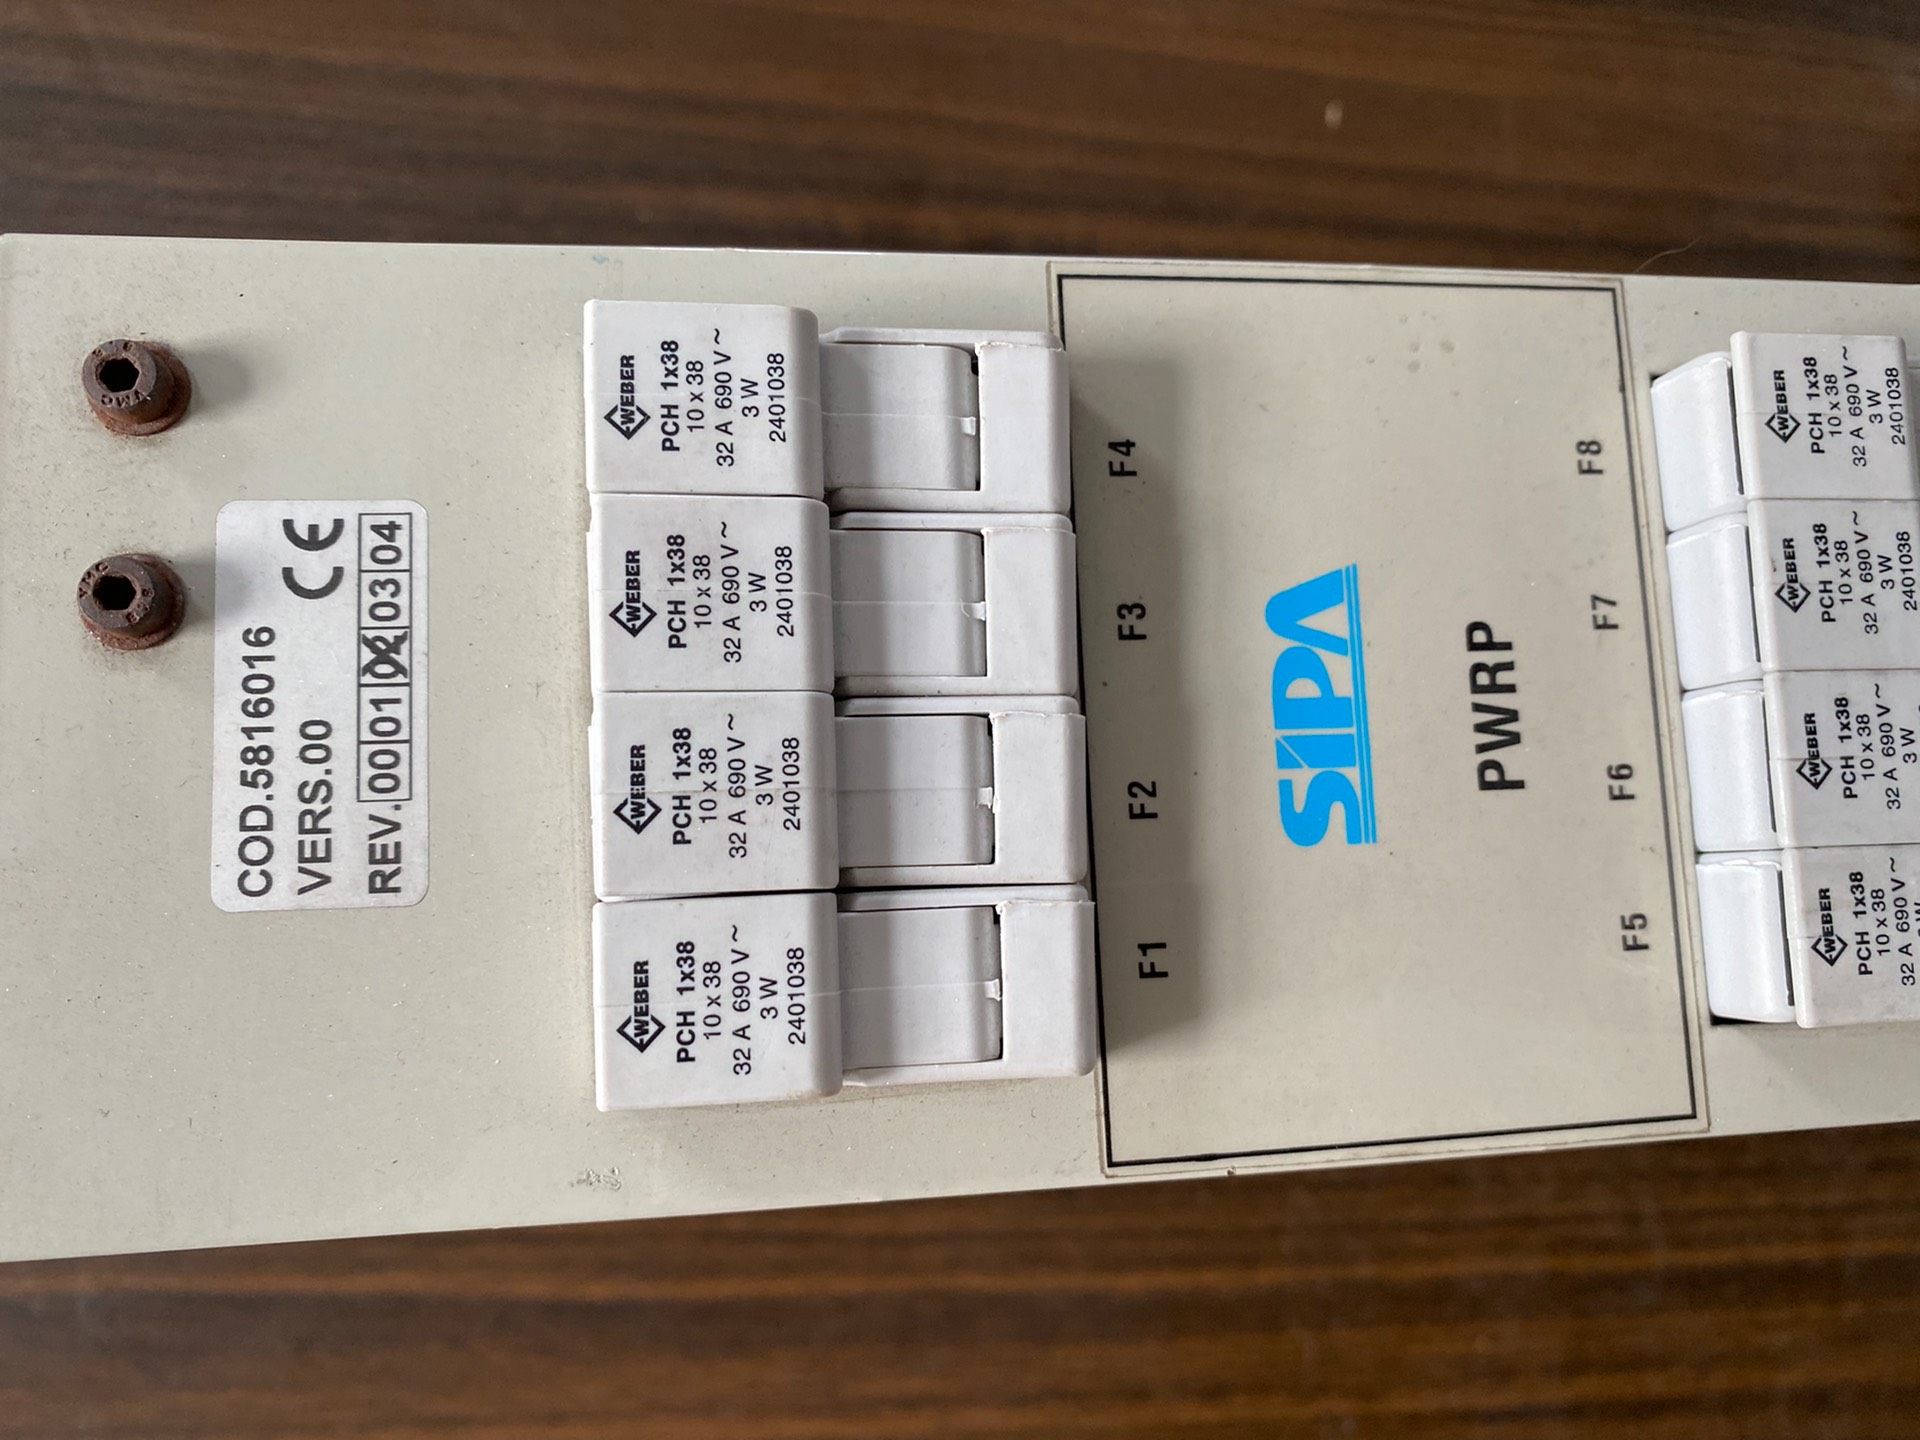 COD.5816016
VERS.00
CE
REV.00 01 02 03 04
WEBER
PCH 1x38
10 x 38
32 A 690 V~
3 W
2401038
WEBER
PCH 1x38
10 x 38
32 A 690 V~
3 W
2401038
WEBER
PCH 1x38
10 x 38
32 A 690 V~
3 W
2401038
WEBER
PCH 1x38
10 x 38
32 A 690 V~
3 W
2401038
F1 F2 F3 F4
SIPA
PWRP
F5 F6 F7 F8
WEBER
PCH 1x38
10 x 38
32 A 690 V~
WEBER
PCH 1x38
10 x 38
32 A 690 V~
3 W
WEBER
PCH 1x38
10 x 38
32 A 690 V~
3 W
2401038
WEBER
PCH 1x38
10 x 38
32 A 690 V~
3 W
2401038